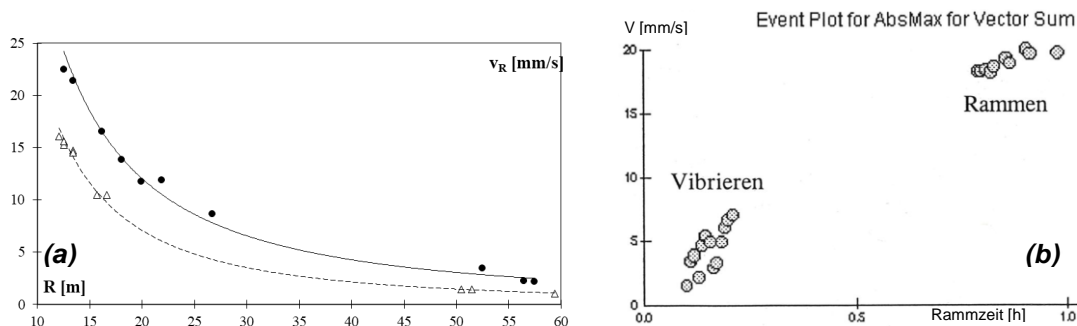 25
20
15
10
5
0
10 15 20 25 30 35 40 45 50 55 60
(a)
vR [mm/s]
R [m]
Event Plot for AbsMax for Vector Sum
V [mm/s]
20
15
10
5
0
0.0 0.5 1.0
Rammen
Vibrieren
(b)
Rammzeit [h]